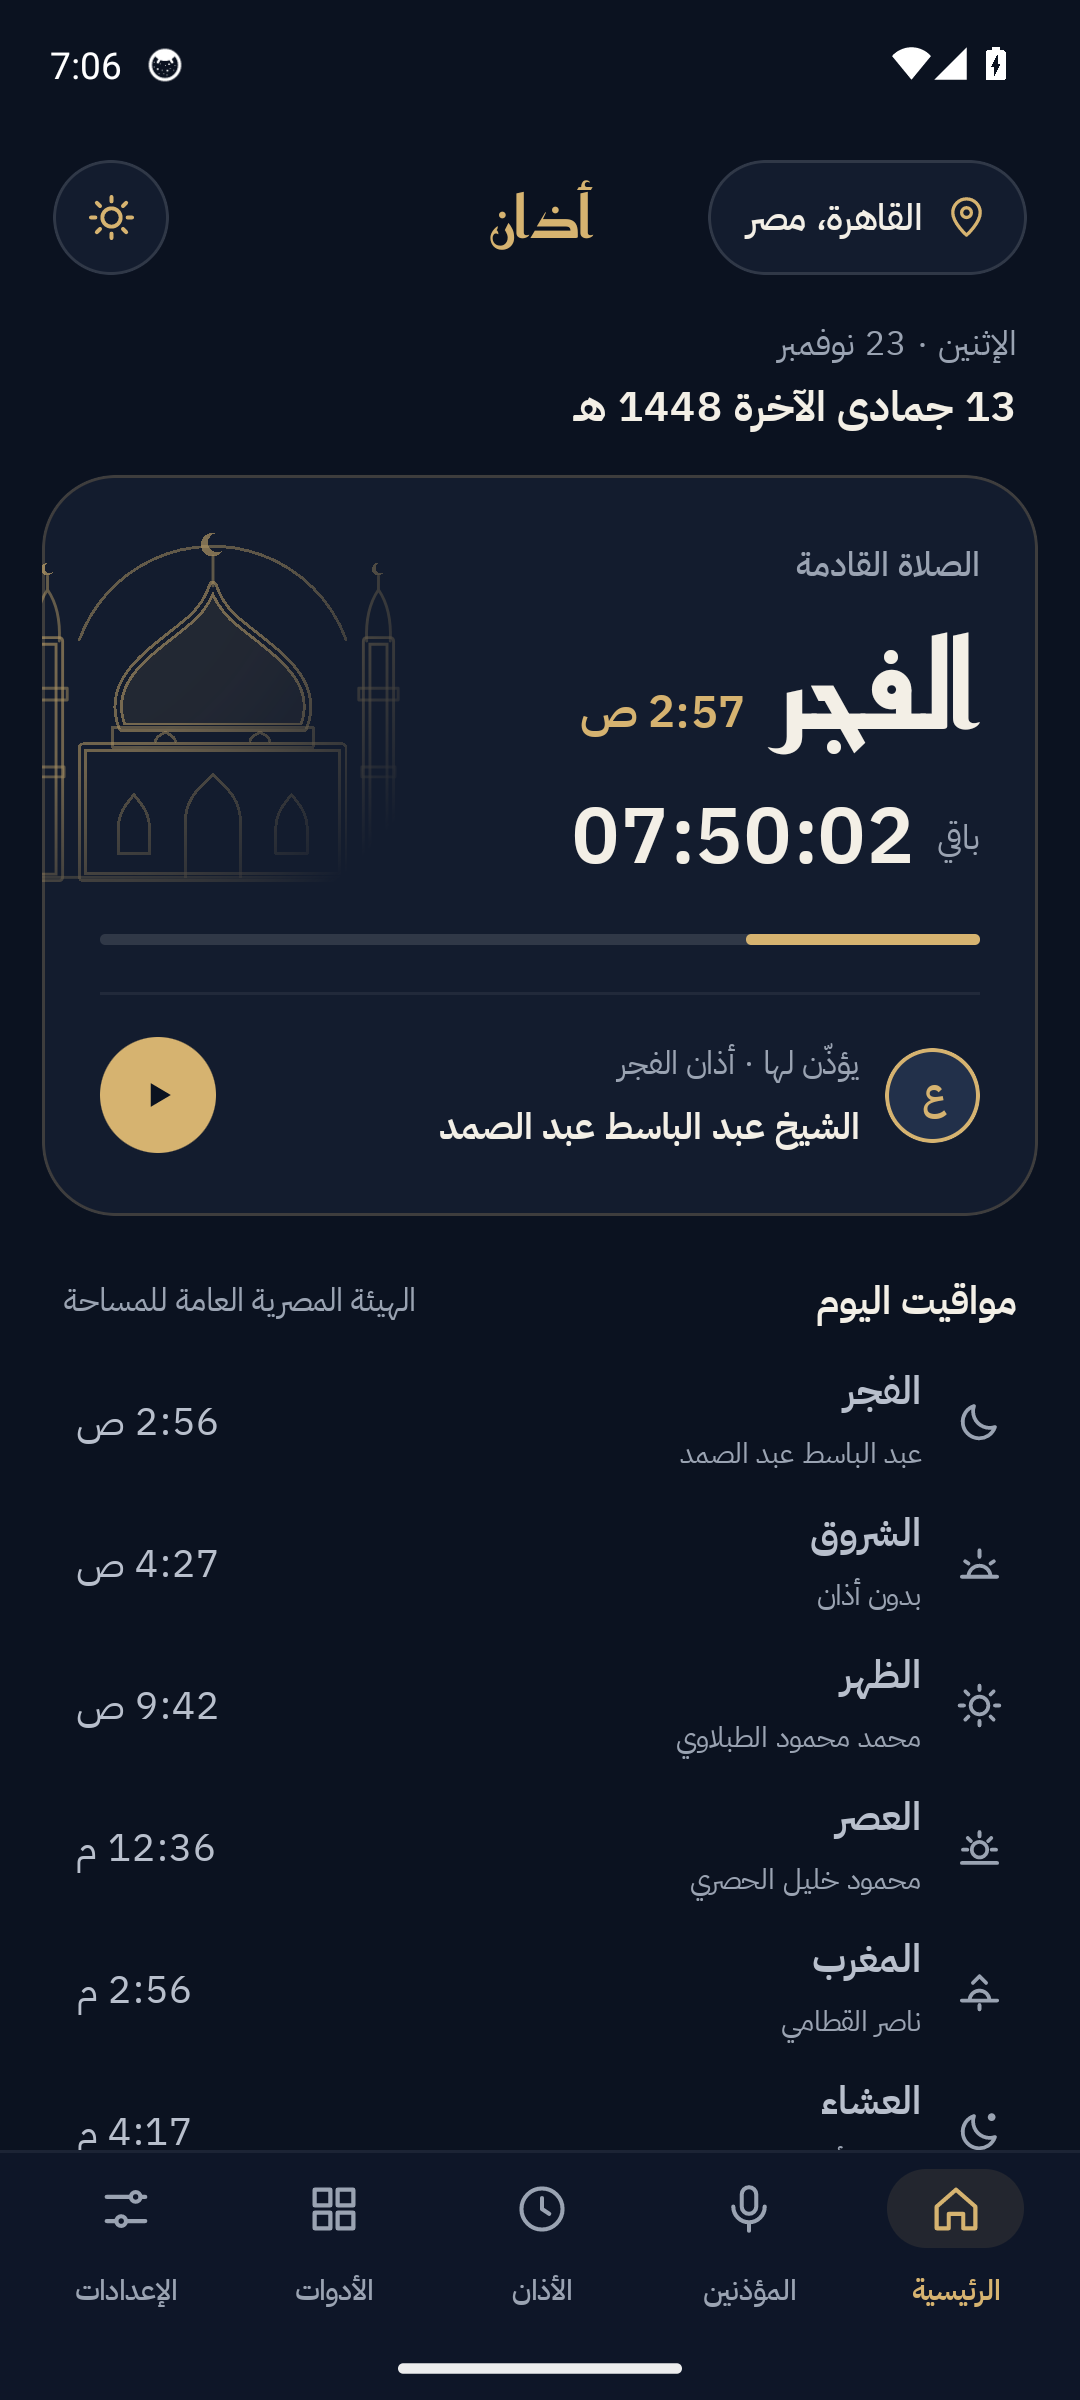 7:06
القاهرة، مصر
أذان
الإثنين · 23 نوفمبر
13 جمادى الآخرة 1448 هـ
الصلاة القادمة
الفجر 2:57 ص
باقي 07:50:02
يؤذّن لها · أذان الفجر
ع
الشيخ عبد الباسط عبد الصمد
مواقيت اليوم
الهيئة المصرية العامة للمساحة
الفجر
عبد الباسط عبد الصمد
2:56 ص
الشروق
بدون أذان
4:27 ص
الظهر
محمد محمود الطبلاوي
9:42 ص
العصر
محمود خليل الحصري
12:36 م
المغرب
ناصر القطامي
2:56 م
العشاء
4:17 م
الرئيسية
المؤذنين
الأذان
الأدوات
الإعدادات